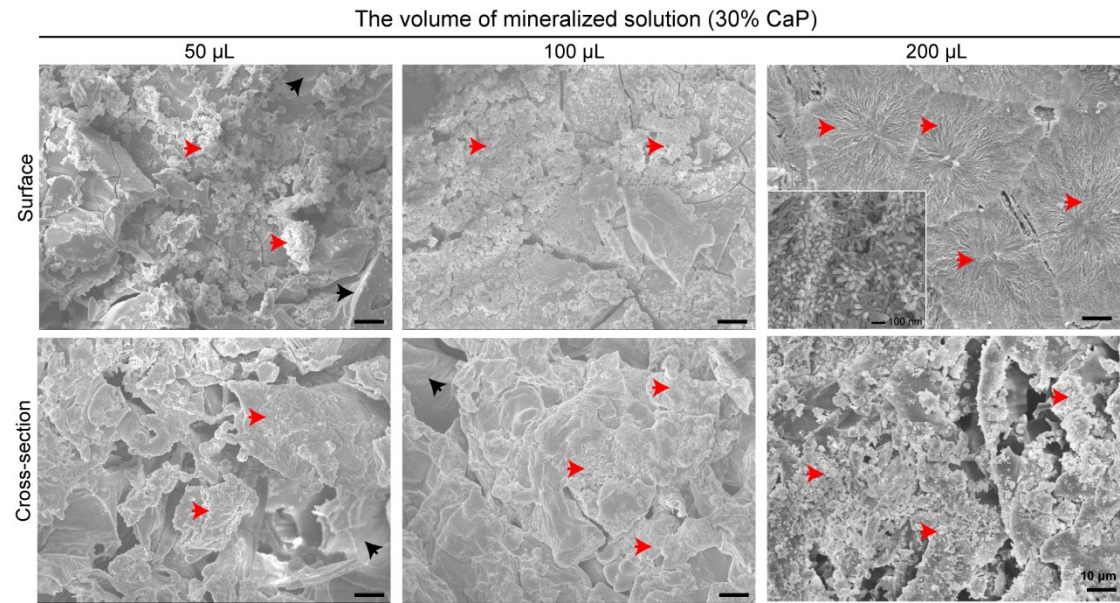 The volume of mineralized solution (30% CaP)
50 µL
100 µL
200 µL
Surface
100 nm
Cross-section
10 µm